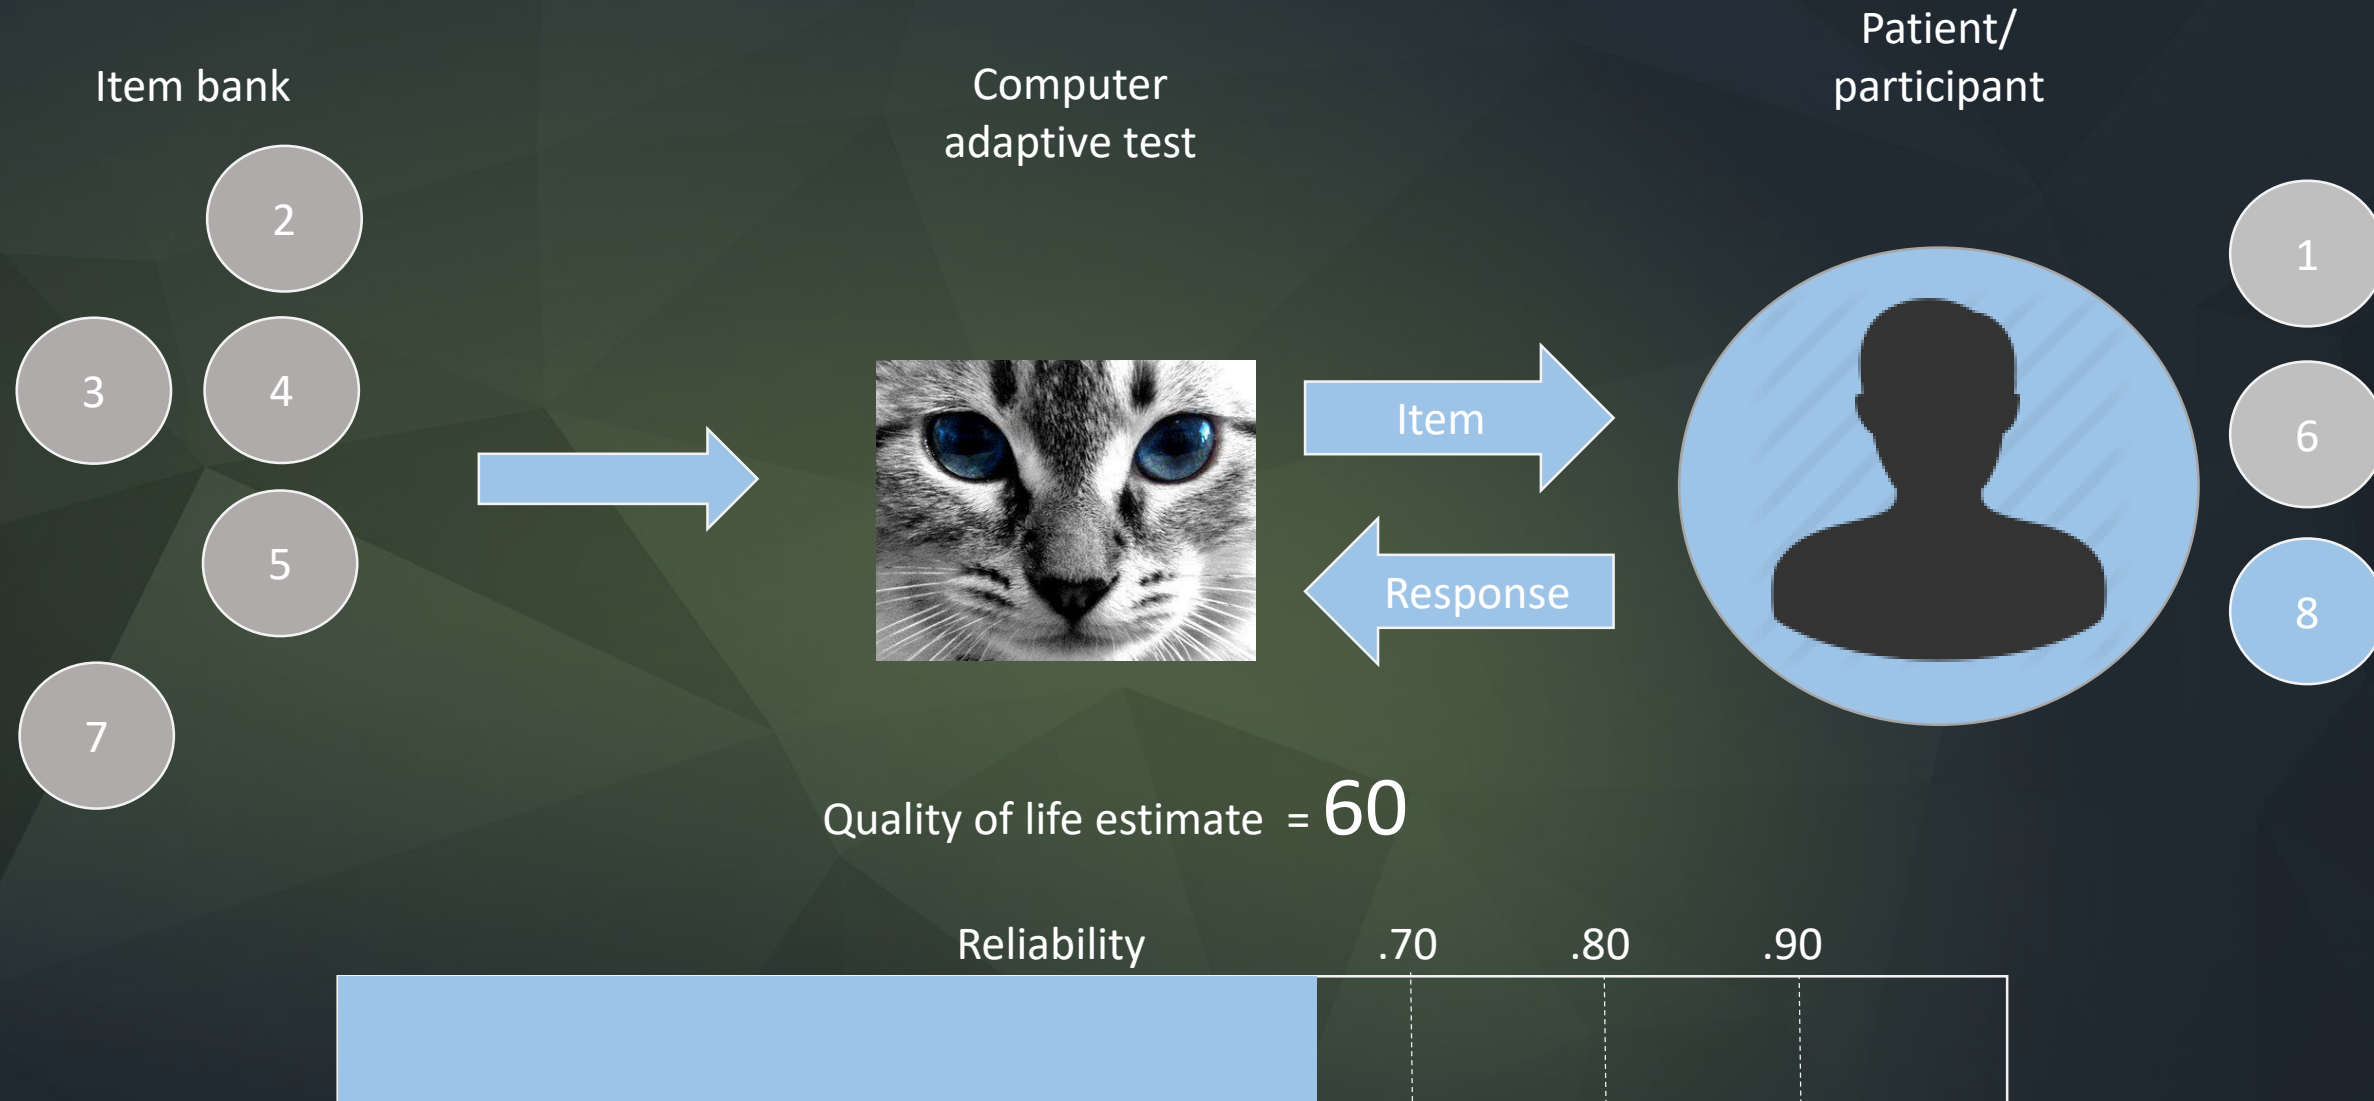 Item bank
Computer
adaptive test
Patient/
participant
2
3
4
5
7
Item
Response
1
6
8
Quality of life estimate = 60
Reliability
.70
.80
.90